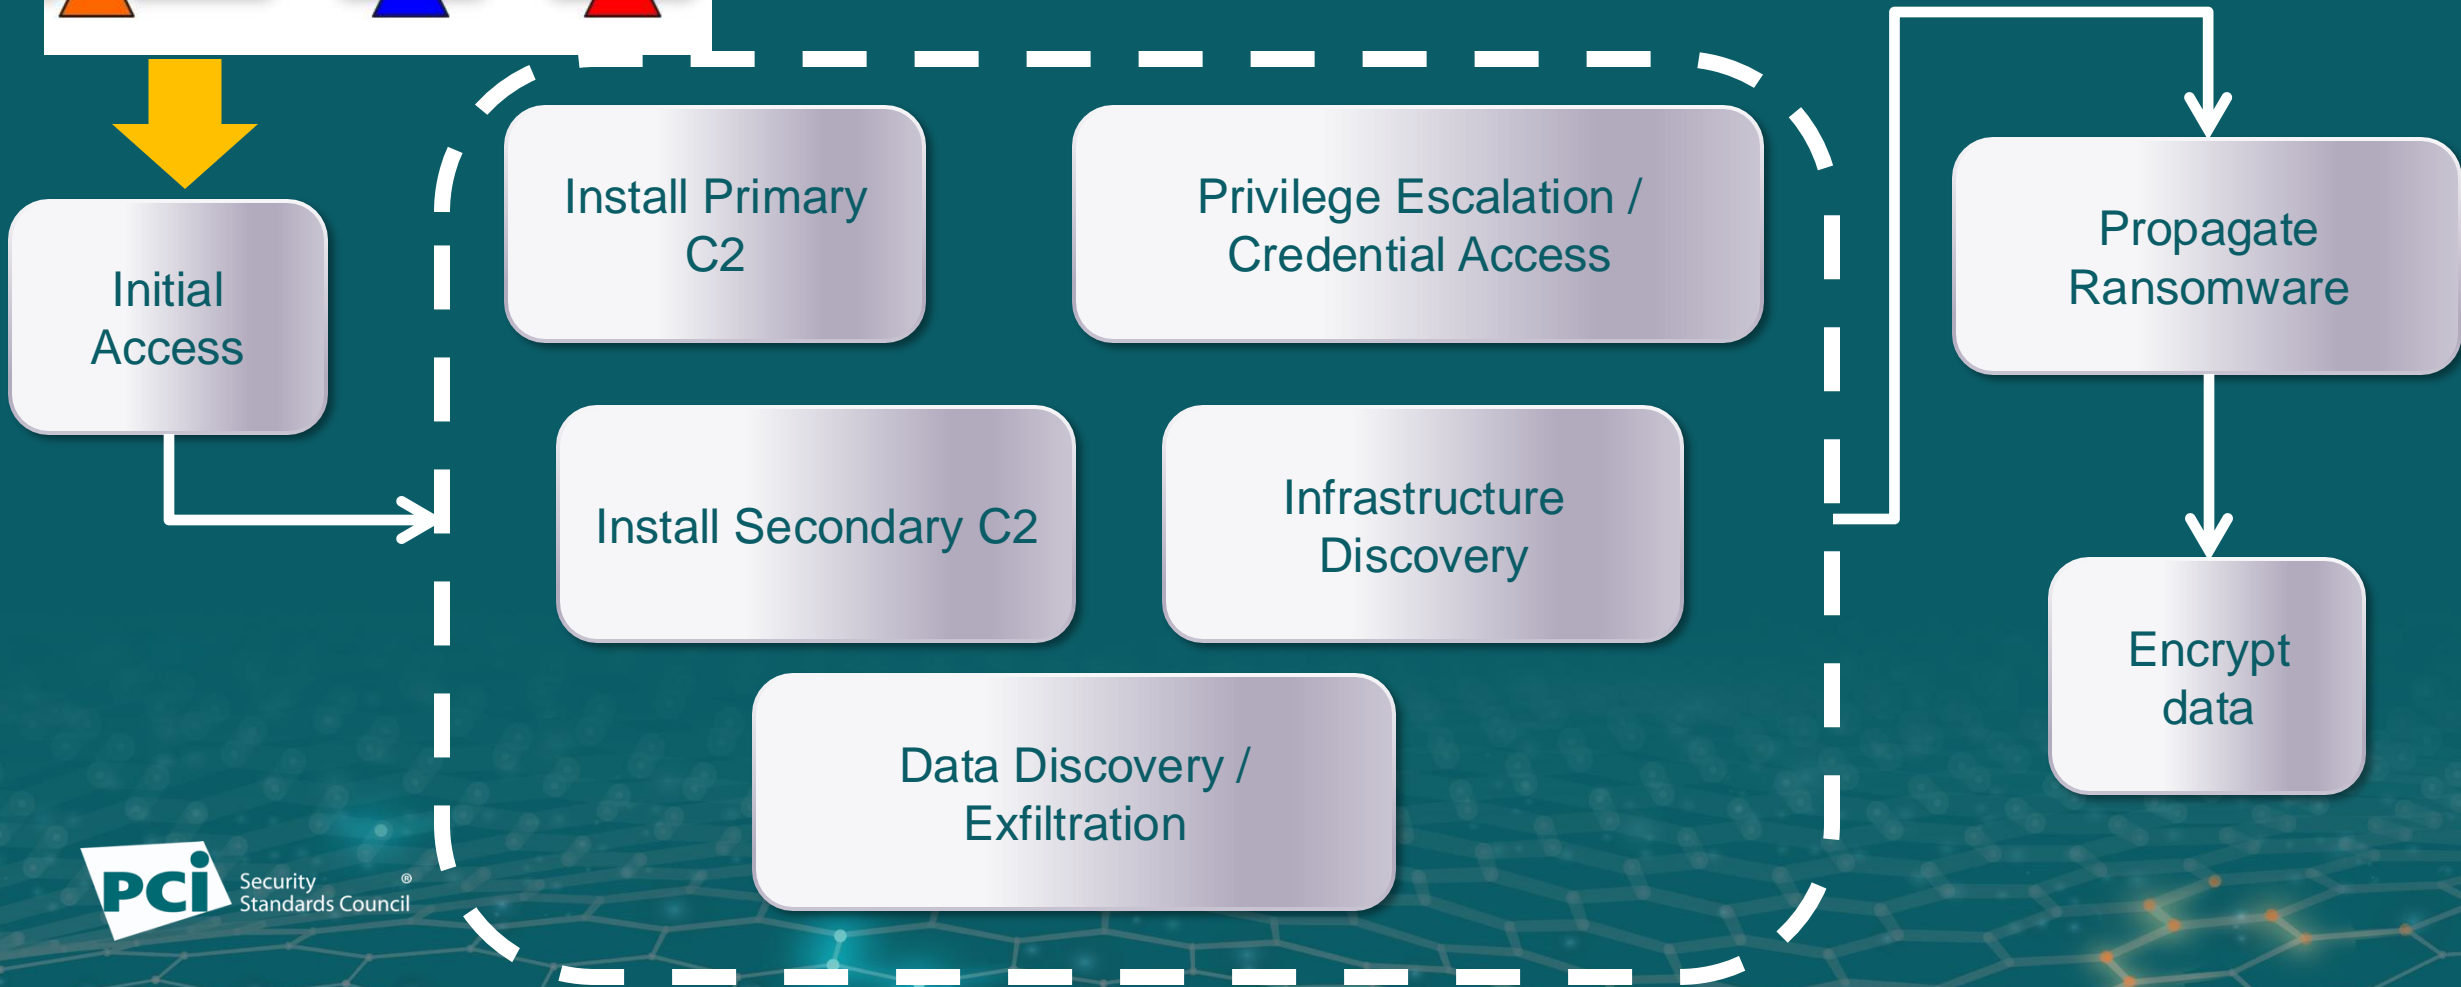 Install Primary
C2
Privilege Escalation /
Credential Access
Initial
Access
Propagate
Ransomware
Install Secondary C2
Infrastructure
Discovery
Encrypt
data
Data Discovery /
Exfiltration
PCi Security
Standards Council ®